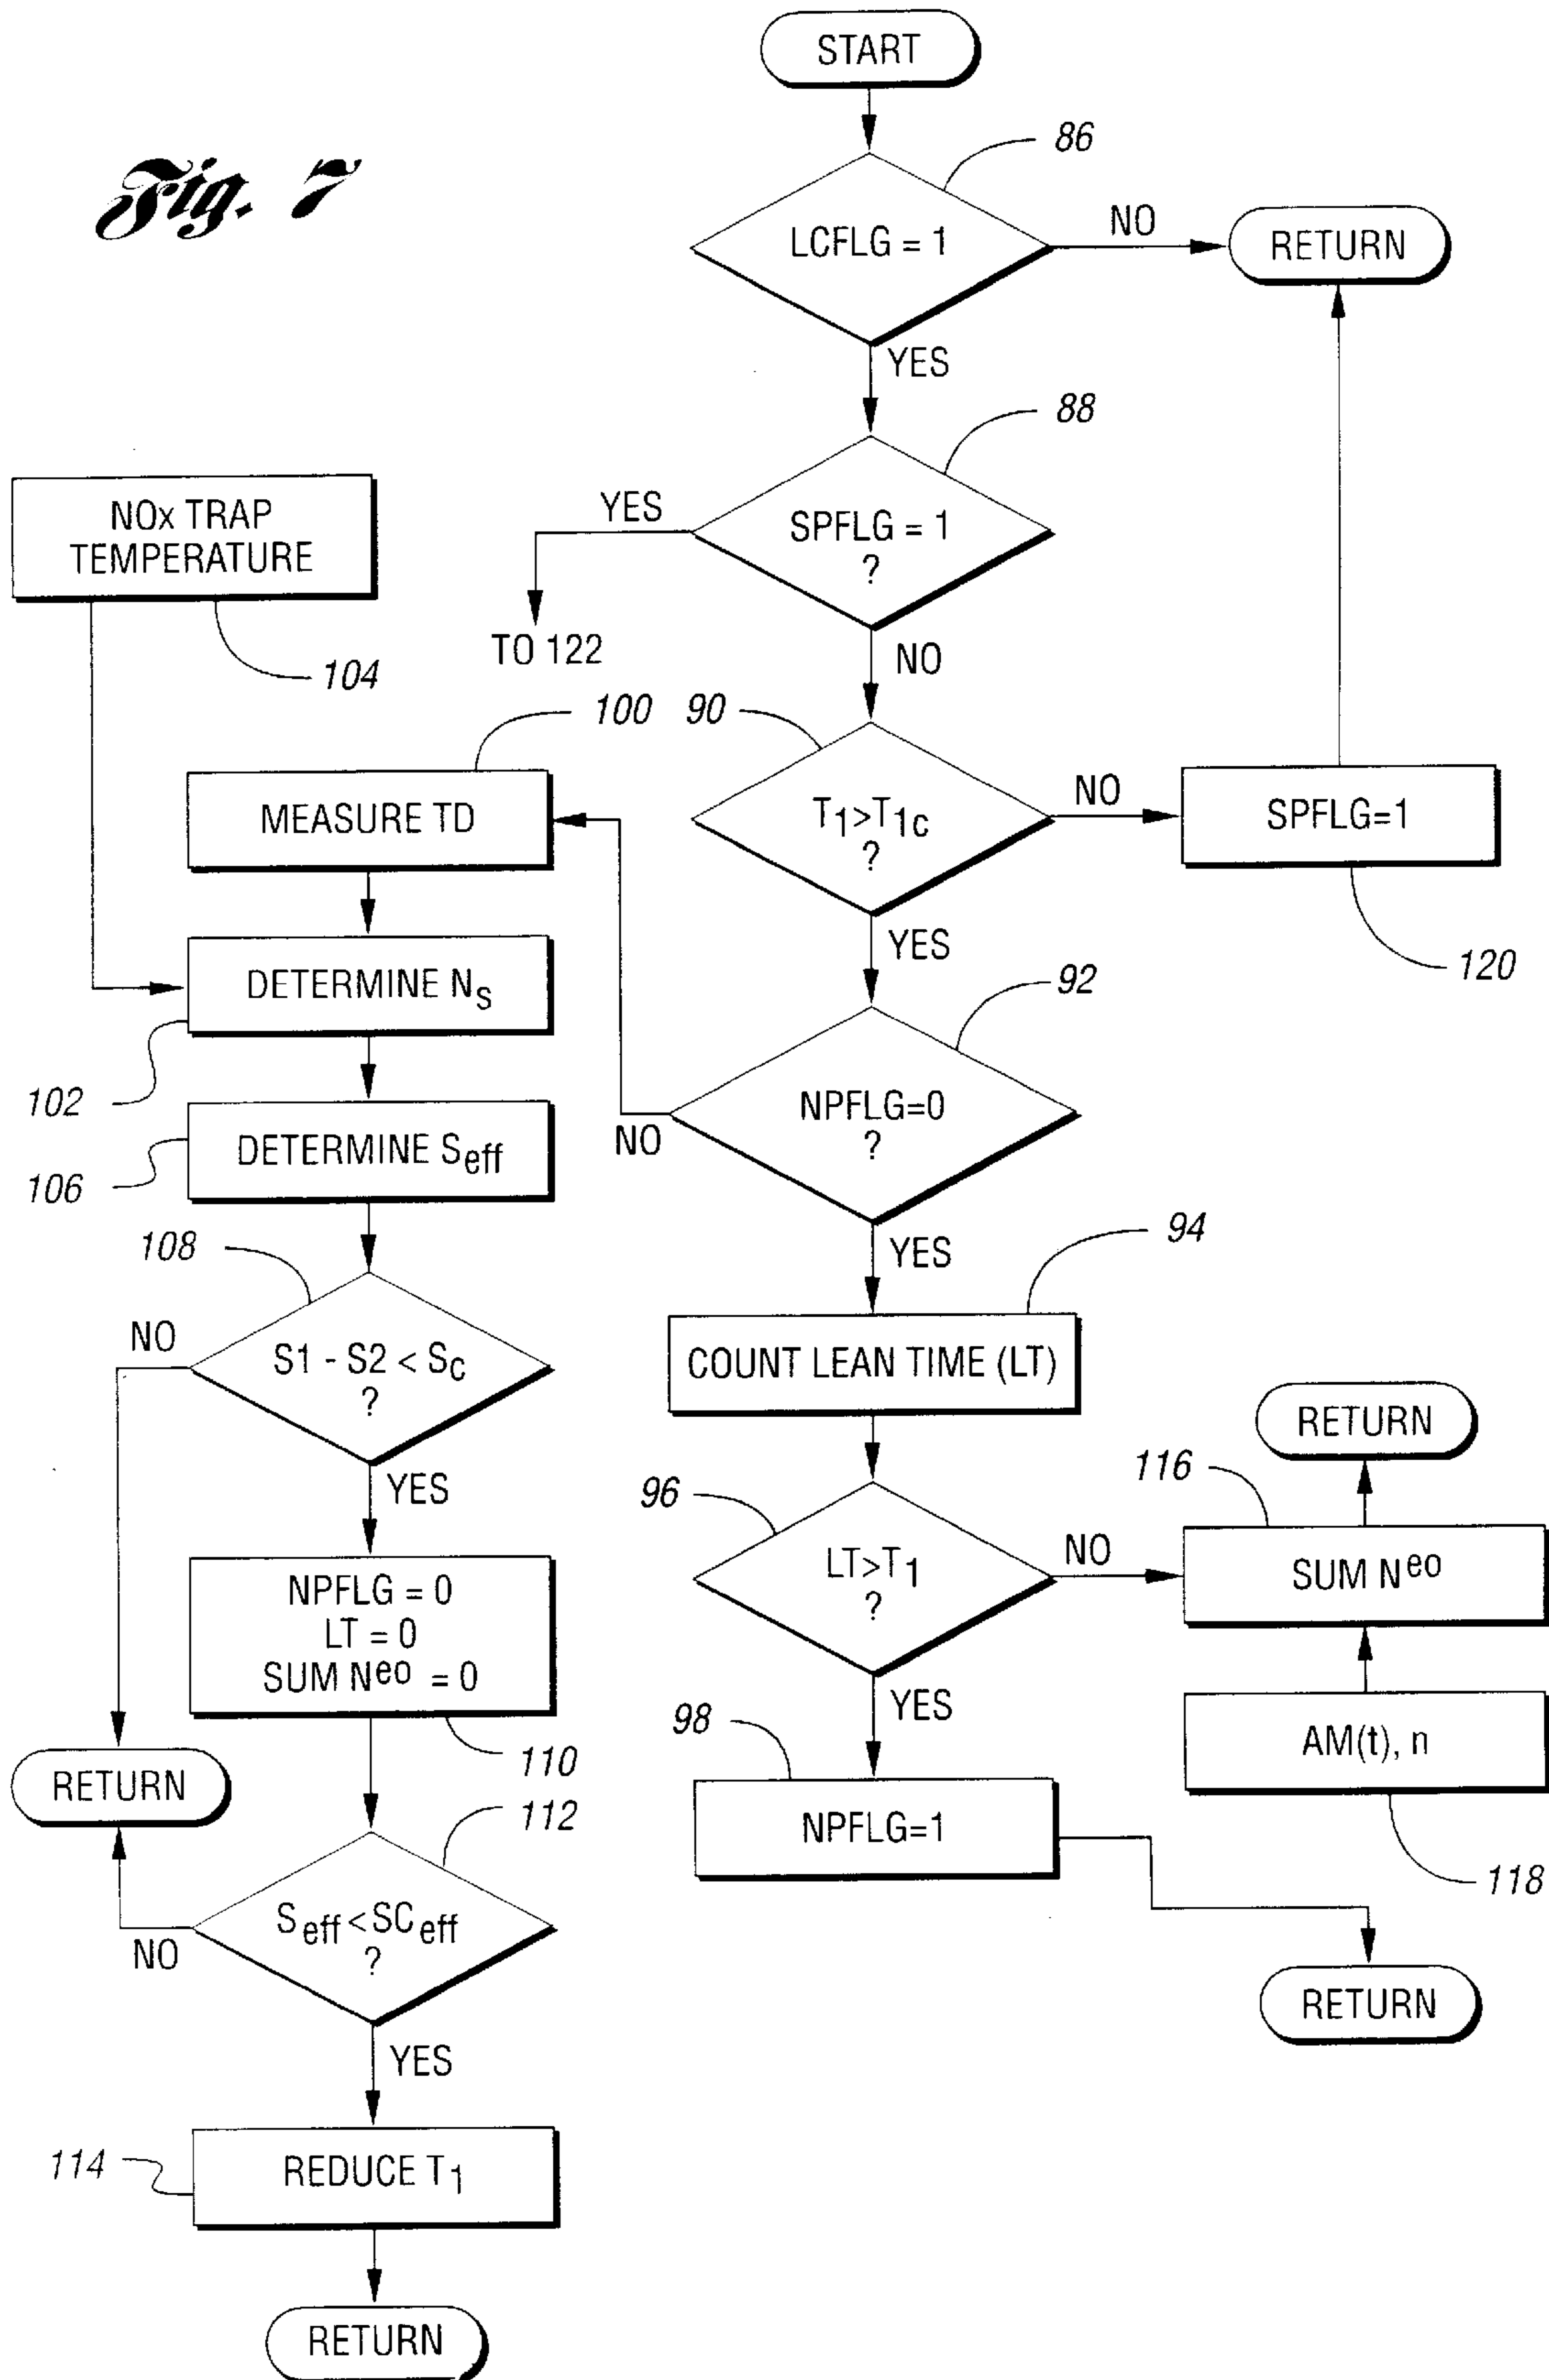 Fig. 7
START
86
LCFLG = 1
NO
RETURN
YES
88
SPFLG = 1
?
YES
TO 122
NO
NOx TRAP
TEMPERATURE
104
100
90
MEASURE TD
T1>T1c
?
NO
SPFLG=1
120
YES
DETERMINE Ns
102
92
NPFLG=0
?
NO
DETERMINE Seff
106
YES
94
COUNT LEAN TIME (LT)
108
S1 - S2 < Sc
?
NO
YES
RETURN
116
96
LT>T1
?
NO
SUM Neo
YES
AM(t), n
118
NPFLG = 0
LT = 0
SUM Neo = 0
110
98
NPFLG=1
RETURN
RETURN
112
Seff<SCeff
?
NO
YES
114
REDUCE T1
RETURN